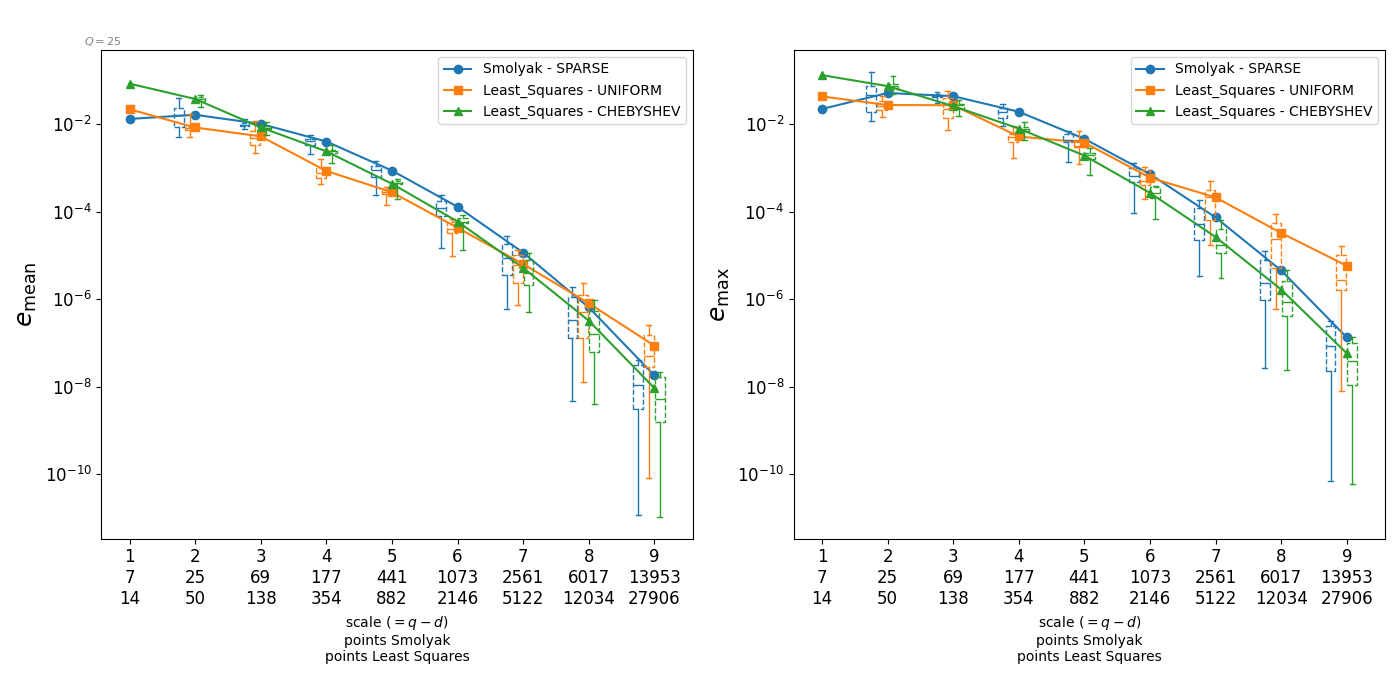 Q = 25
Smolyak - SPARSE
Least_Squares - UNIFORM
Least_Squares - CHEBYSHEV
10⁻²
10⁻⁴
10⁻⁶
10⁻⁸
10⁻¹⁰
e_mean
1 2 3 4 5 6 7 8 9
7 25 69 177 441 1073 2561 6017 13953
14 50 138 354 882 2146 5122 12034 27906
scale (= q − d)
points Smolyak
points Least Squares
Smolyak - SPARSE
Least_Squares - UNIFORM
Least_Squares - CHEBYSHEV
10⁻²
10⁻⁴
10⁻⁶
10⁻⁸
10⁻¹⁰
e_max
1 2 3 4 5 6 7 8 9
7 25 69 177 441 1073 2561 6017 13953
14 50 138 354 882 2146 5122 12034 27906
scale (= q − d)
points Smolyak
points Least Squares